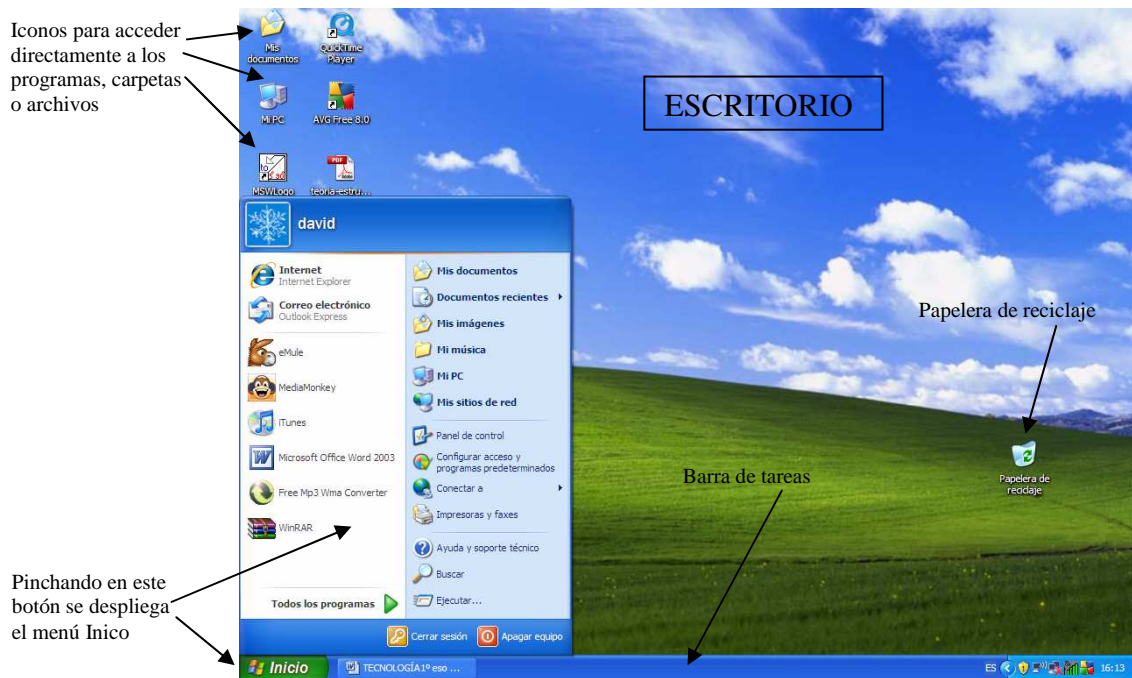 Iconos para acceder
directamente a los
programas, carpetas
o archivos
Mis
documentos
QuickTime
Player
Mi PC
AVG Free 8.0
MSWLogo
teoria-estru...
ESCRITORIO
david
Internet
Internet Explorer
Correo electrónico
Outlook Express
eMule
MediaMonkey
iTunes
Microsoft Office Word 2003
Free Mp3 Wma Converter
WinRAR
Todos los programas
Mis documentos
Documentos recientes
Mis imágenes
Mi música
Mi PC
Mis sitios de red
Panel de control
Configurar acceso y
programas predeterminados
Conectar a
Impresoras y faxes
Ayuda y soporte técnico
Buscar
Ejecutar...
Cerrar sesión
Apagar equipo
Papelera de reciclaje
Papelera de
reciclaje
Barra de tareas
Pinchando en este
botón se despliega
el menú Inico
Inicio
TECNOLOGÍA1º eso ...
ES
16:13